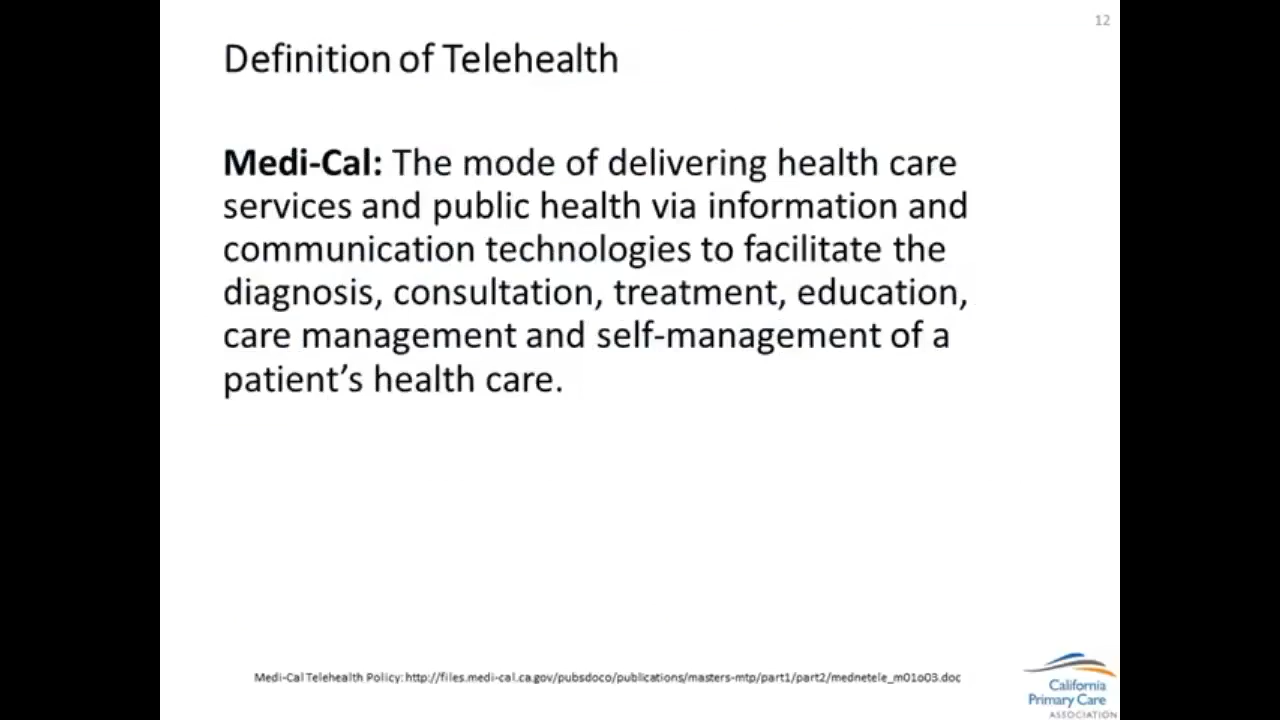 12
Definition of Telehealth
Medi-Cal: The mode of delivering health care
services and public health via information and
communication technologies to facilitate the
diagnosis, consultation, treatment, education,
care management and self-management of a
patient’s health care.
Medi-Cal Telehealth Policy: http://files.medi-cal.ca.gov/pubsdoco/publications/masters-mtp/part1/part2/mednetele_m01o03.doc
California
Primary Care
ASSOCIATION